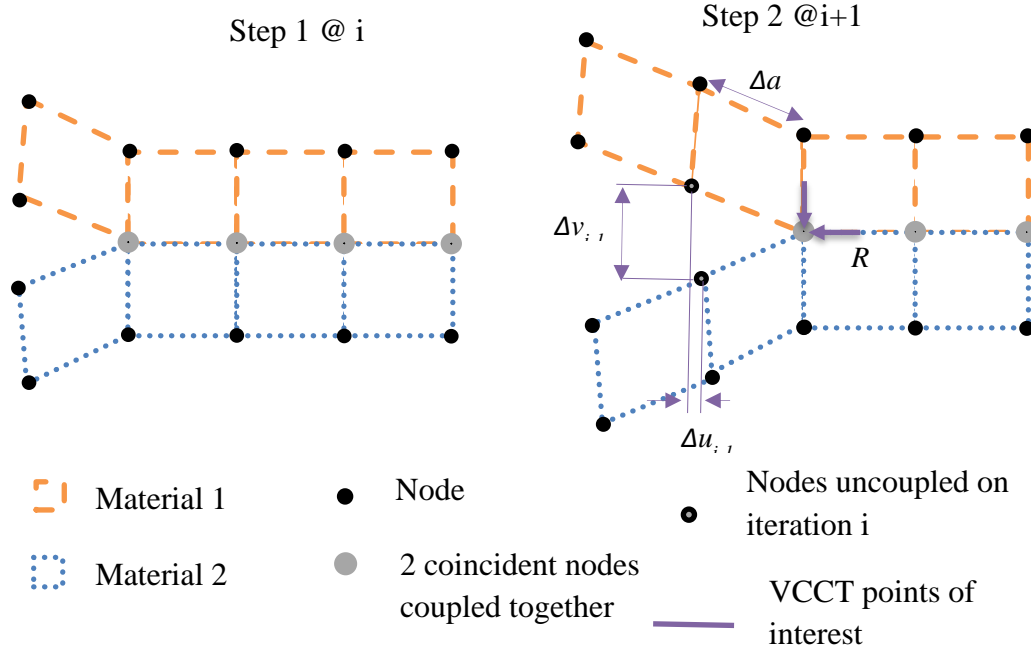 Step 1 @ i
Step 2 @i+1
Δa
Δv
R
Δu
Material 1
Material 2
Node
2 coincident nodes
coupled together
Nodes uncoupled on
iteration i
VCCT points of
interest